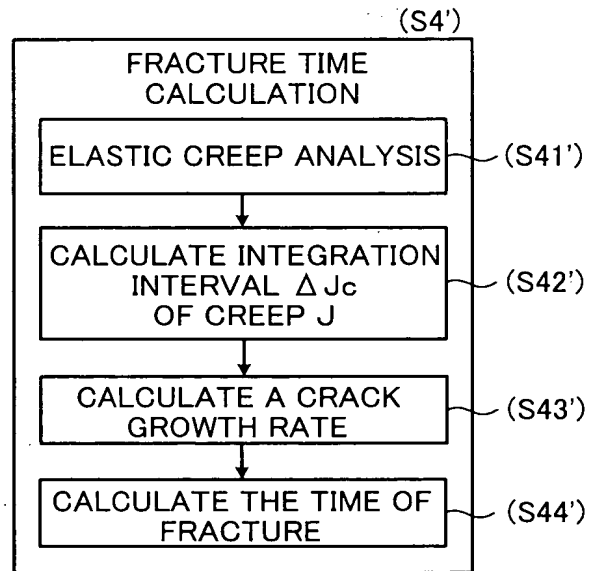 (S4')
FRACTURE TIME
CALCULATION
ELASTIC CREEP ANALYSIS
(S41')
CALCULATE INTEGRATION
INTERVAL Δ Jc
OF CREEP J
(S42')
CALCULATE A CRACK
GROWTH RATE
(S43')
CALCULATE THE TIME OF
FRACTURE
(S44')